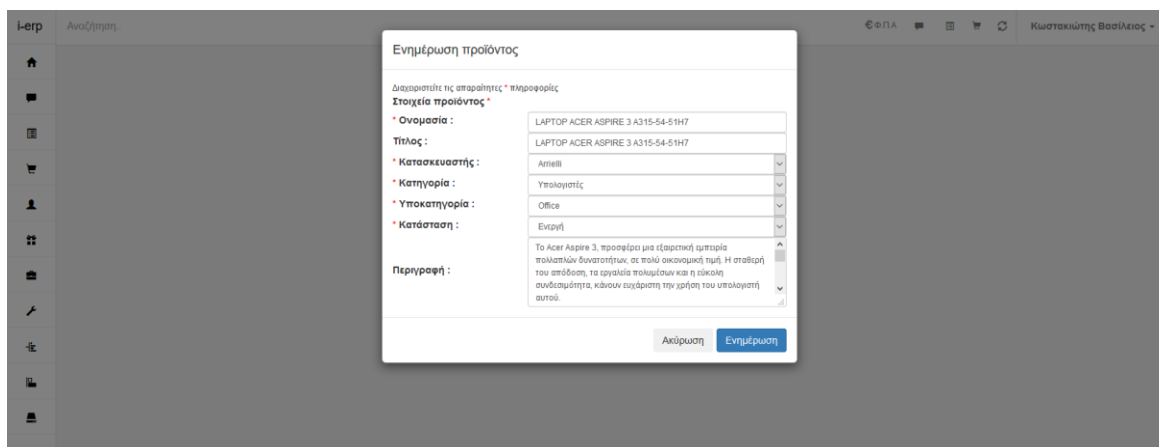 i-erp Αναζήτηση.. €Φ.Π.Α Κωστακιώτης Βασίλειος
Ενημέρωση προϊόντος
Διαχειριστείτε τις απαραίτητες * πληροφορίες
Στοιχεία προϊόντος *
* Ονομασία : LAPTOP ACER ASPIRE 3 A315-54-51H7
Τίτλος : LAPTOP ACER ASPIRE 3 A315-54-51H7
* Κατασκευαστής : Arrielli
* Κατηγορία : Υπολογιστές
* Υποκατηγορία : Office
* Κατάσταση : Ενεργή
Περιγραφή :
Το Acer Aspire 3, προσφέρει μια εξαιρετική εμπειρία
πολλαπλών δυνατοτήτων, σε πολύ οικονομική τιμή. Η σταθερή
του απόδοση, τα εργαλεία πολυμέσων και η εύκολη
συνδεσιμότητα, κάνουν ευχάριστη την χρήση του υπολογιστή
αυτού.
Ακύρωση Ενημέρωση